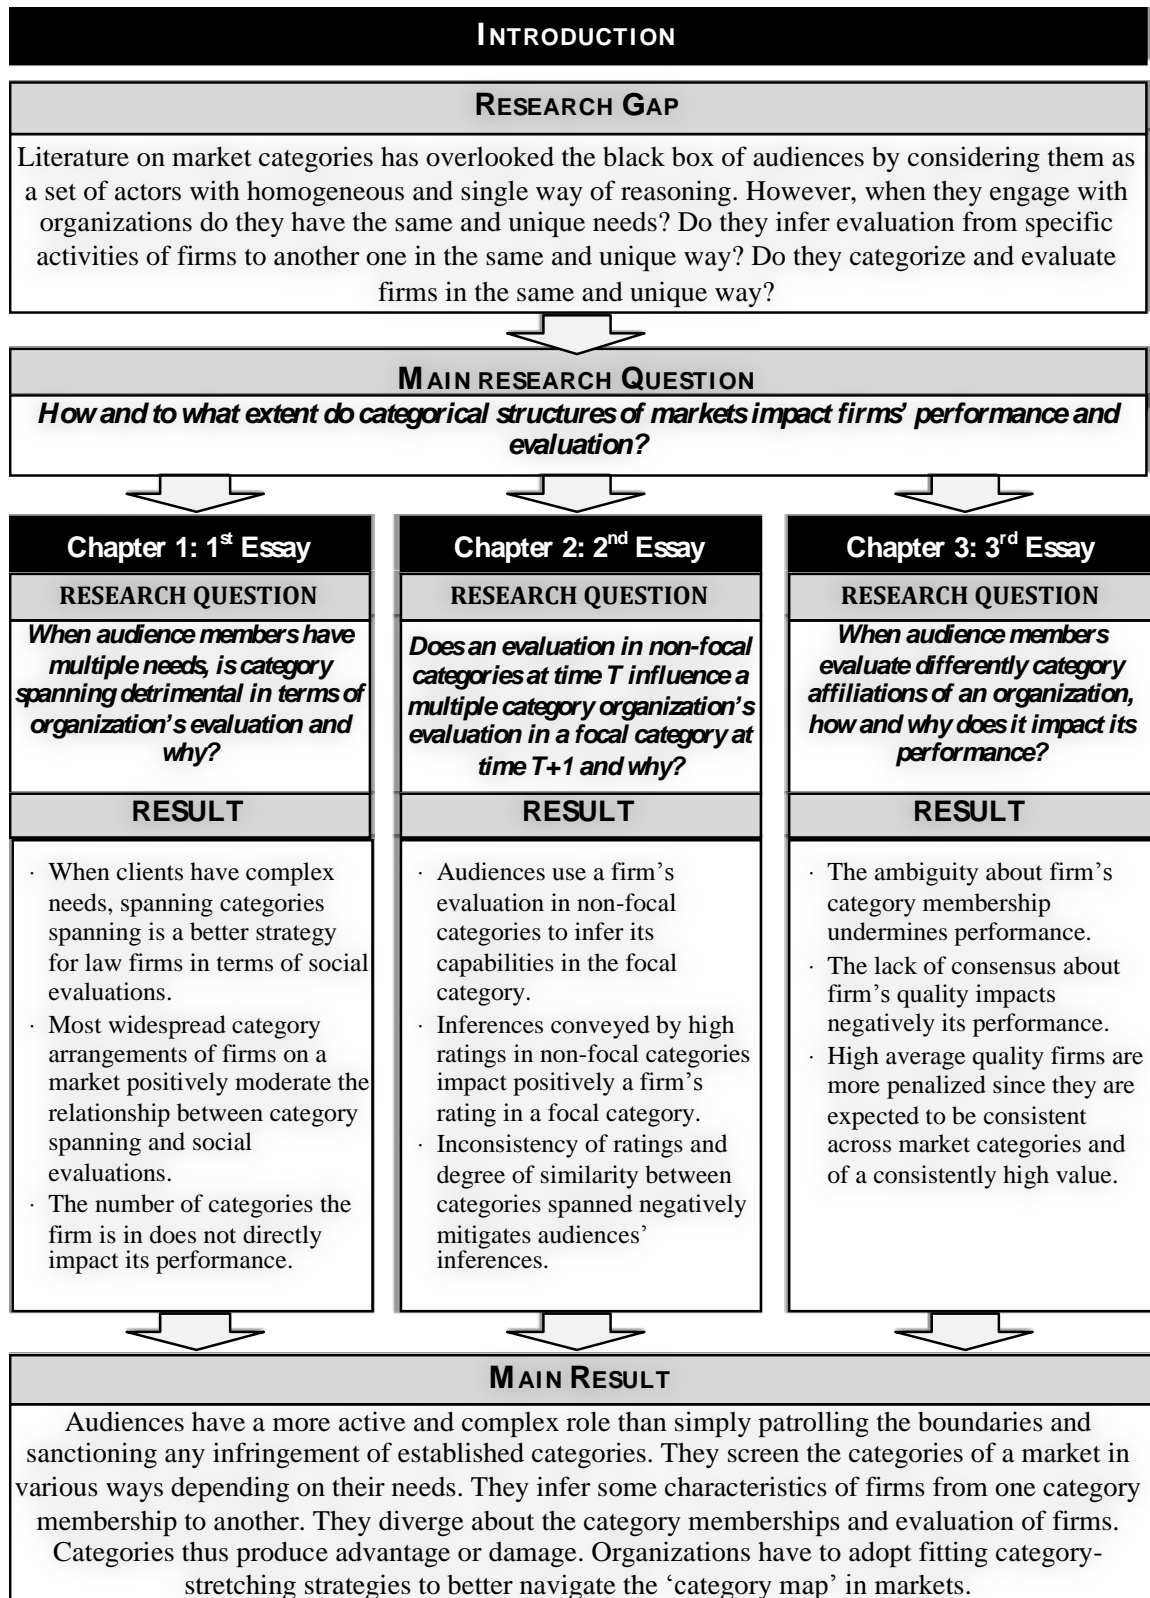 INTRODUCTION
RESEARCH GAP
Literature on market categories has overlooked the black box of audiences by considering them as
a set of actors with homogeneous and single way of reasoning. However, when they engage with
organizations do they have the same and unique needs? Do they infer evaluation from specific
activities of firms to another one in the same and unique way? Do they categorize and evaluate
firms in the same and unique way?
MAIN RESEARCH QUESTION
How and to what extent do categorical structures of markets impact firms’ performance and
evaluation?
Chapter 1: 1st Essay
RESEARCH QUESTION
When audience members have
multiple needs, is category
spanning detrimental in terms of
organization’s evaluation and
why?
RESULT
· When clients have complex
needs, spanning categories
spanning is a better strategy
for law firms in terms of social
evaluations.
· Most widespread category
arrangements of firms on a
market positively moderate the
relationship between category
spanning and social
evaluations.
· The number of categories the
firm is in does not directly
impact its performance.
Chapter 2: 2nd Essay
RESEARCH QUESTION
Does an evaluation in non-focal
categories at time T influence a
multiple category organization’s
evaluation in a focal category at
time T+1 and why?
RESULT
· Audiences use a firm’s
evaluation in non-focal
categories to infer its
capabilities in the focal
category.
· Inferences conveyed by high
ratings in non-focal categories
impact positively a firm’s
rating in a focal category.
· Inconsistency of ratings and
degree of similarity between
categories spanned negatively
mitigates audiences’
inferences.
Chapter 3: 3rd Essay
RESEARCH QUESTION
When audience members
evaluate differently category
affiliations of an organization,
how and why does it impact its
performance?
RESULT
· The ambiguity about firm’s
category membership
undermines performance.
· The lack of consensus about
firm’s quality impacts
negatively its performance.
· High average quality firms are
more penalized since they are
expected to be consistent
across market categories and
of a consistently high value.
MAIN RESULT
Audiences have a more active and complex role than simply patrolling the boundaries and
sanctioning any infringement of established categories. They screen the categories of a market in
various ways depending on their needs. They infer some characteristics of firms from one category
membership to another. They diverge about the category memberships and evaluation of firms.
Categories thus produce advantage or damage. Organizations have to adopt fitting category-
stretching strategies to better navigate the ‘category map’ in markets.